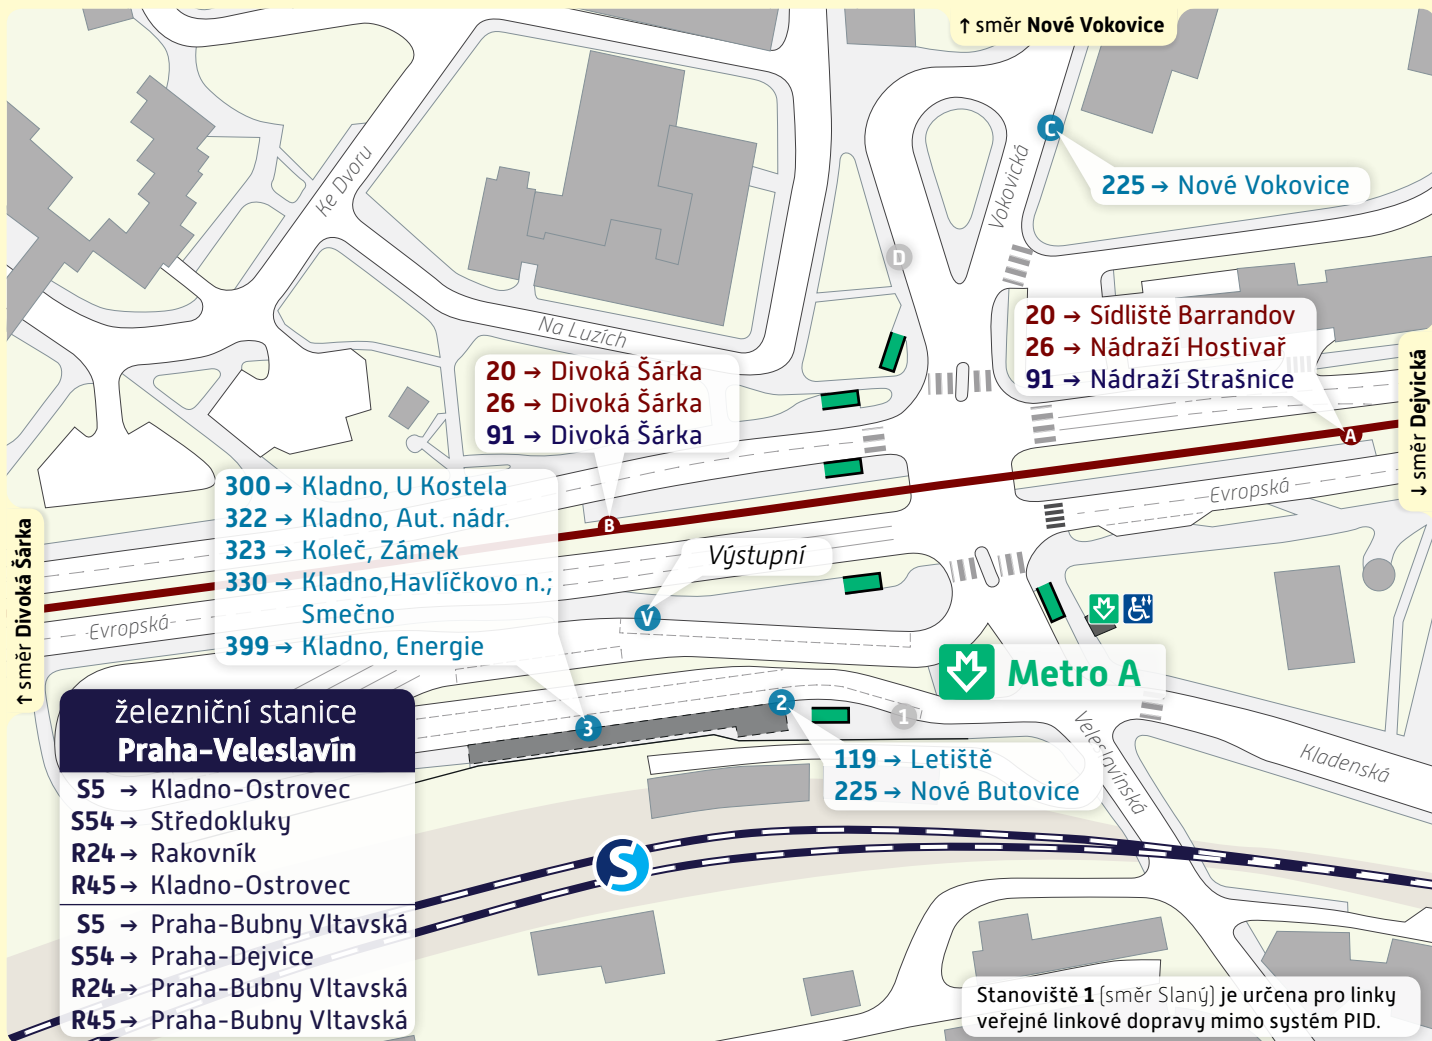 ↑ směr Nové Vokovice
C
225 → Nové Vokovice
Ke Dvoru
Vokovická
D
Na Luzích
20 → Sídliště Barrandov
26 → Nádraží Hostivař
91 → Nádraží Strašnice
↓ směr Dejvická
A
20 → Divoká Šárka
26 → Divoká Šárka
91 → Divoká Šárka
B
Evropská
300 → Kladno, U Kostela
322 → Kladno, Aut. nádr.
323 → Koleč, Zámek
330 → Kladno,Havlíčkovo n.;
Smečno
399 → Kladno, Energie
↑ směr Divoká Šárka
Evropská
Výstupní
V
M
Metro A
3
2
1
119 → Letiště
225 → Nové Butovice
Veleslavínská
Kladenská
železniční stanice
Praha-Veleslavín
S5 → Kladno-Ostrovec
S54 → Středokluky
R24 → Rakovník
R45 → Kladno-Ostrovec
S5 → Praha-Bubny Vltavská
S54 → Praha-Dejvice
R24 → Praha-Bubny Vltavská
R45 → Praha-Bubny Vltavská
S
Stanoviště 1 (směr Slaný) je určena pro linky
veřejné linkové dopravy mimo systém PID.